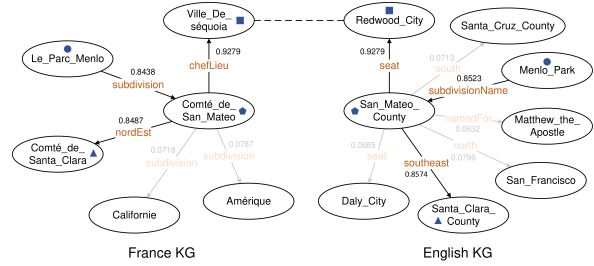 Ville_De_
séquoia
Redwood_City
Santa_Cruz_County
Le_Parc_Menlo
0.9279
chefLieu
0.9279
seat
0.0713
south
Menlo_Park
0.8438
subdivision
0.8523
subdivisionName
Comté_de_
San_Mateo
San_Mateo_
County
namedFor
0.0632
Matthew_the_
Apostle
0.8487
nordEst
Comté_de_
Santa_Clara
0.0718
subdivision
0.0787
subdivision
0.0685
seat
southeast
0.8574
north
0.0796
San_Francisco
Californie
Amérique
Daly_City
Santa_Clara_
County
France KG
English KG